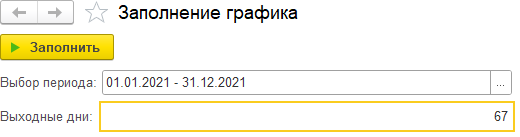 Заполнение графика
Заполнить
Выбор периода: 01.01.2021 - 31.12.2021 ...
Выходные дни: 67